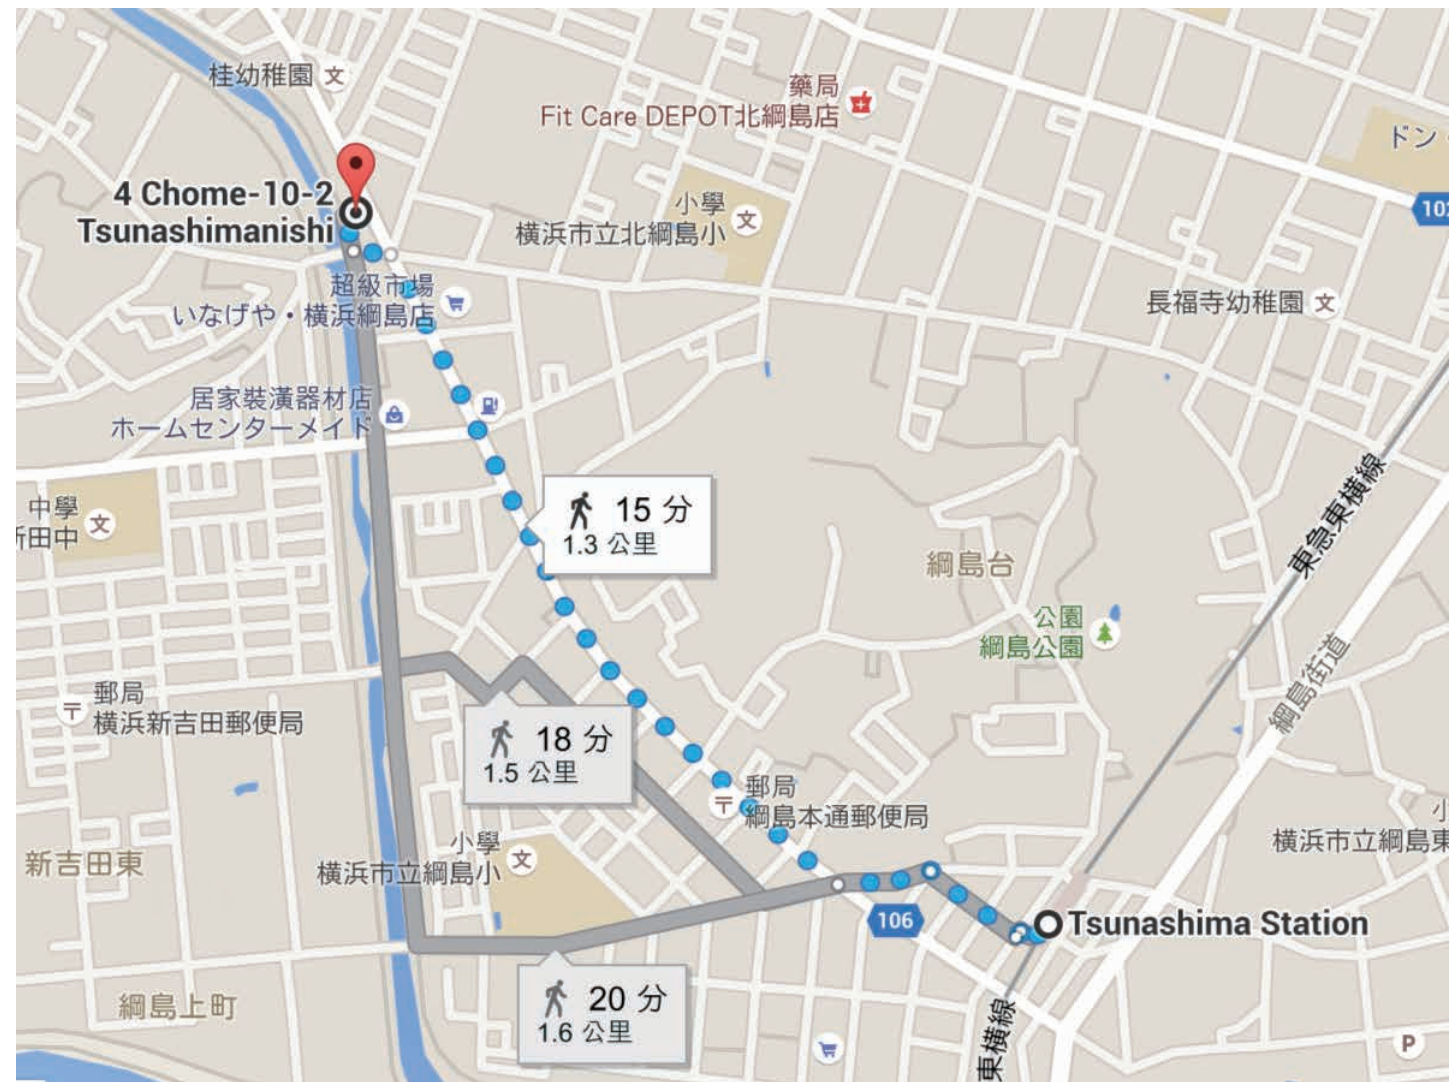 桂幼稚園
藥局
Fit Care DEPOT北綱島店
ドン
4 Chome-10-2
Tsunashimanishi
小學
横浜市立北綱島小
102
超級市場
いなげや・横浜綱島店
長福寺幼稚園
居家裝潢器材店
ホームセンターメイド
中學
新田中
15 分
1.3 公里
東急東横線
綱島台
公園
綱島公園
綱島街道
郵局
横浜新吉田郵便局
18 分
1.5 公里
郵局
綱島本通郵便局
小學
横浜市立綱島小
小
横浜市立綱島東
新吉田東
106
Tsunashima Station
20 分
1.6 公里
綱島上町
東横線
P